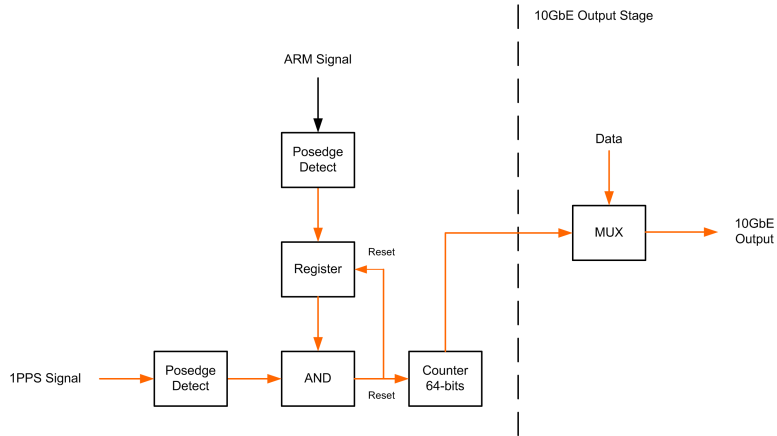 10GbE Output Stage
ARM Signal
Posedge
Detect
Data
MUX
10GbE
Output
Reset
Register
1PPS Signal
Posedge
Detect
AND
Reset
Counter
64-bits